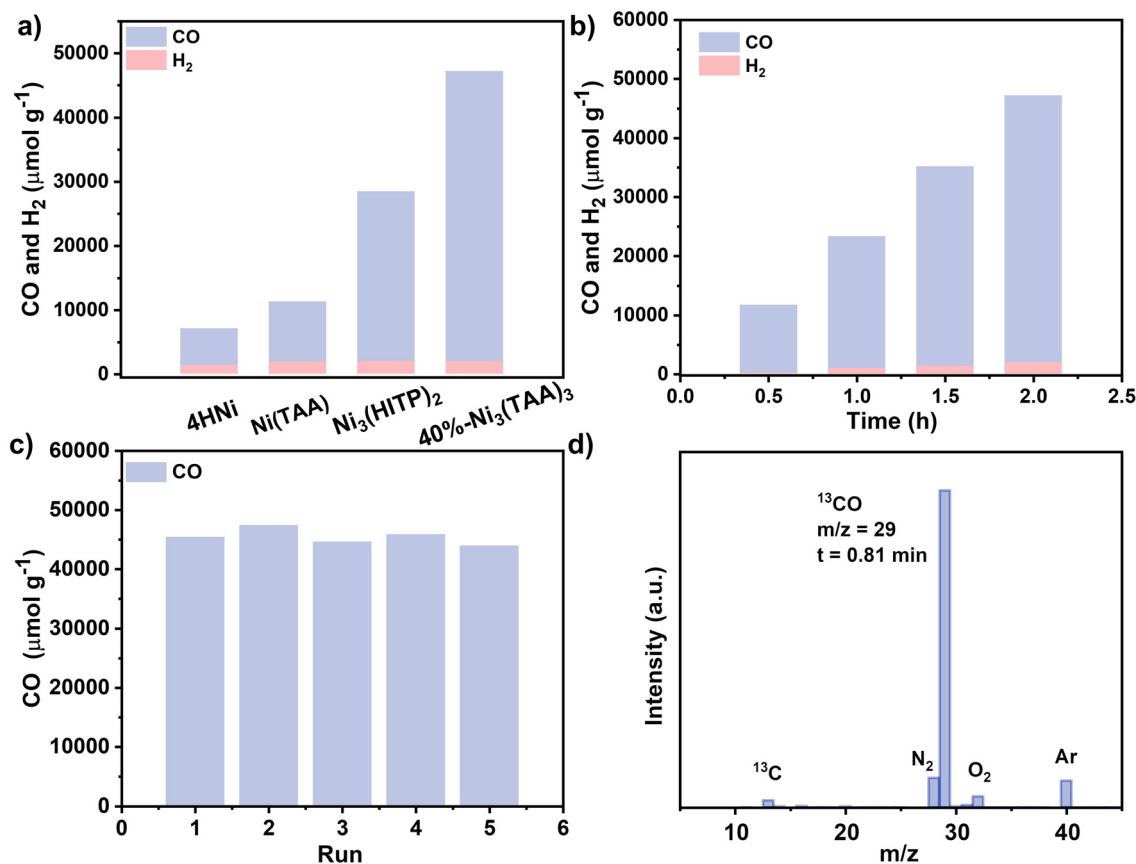 a)
CO
H₂
CO and H₂ (μmol g⁻¹)
50000
40000
30000
20000
10000
0
4HNi
Ni(TAA)
Ni₃(HITP)₂
40%-Ni₃(TAA)₃
b)
CO
H₂
CO and H₂ (μmol g⁻¹)
60000
50000
40000
30000
20000
10000
0
0.0 0.5 1.0 1.5 2.0 2.5
Time (h)
c)
CO
CO (μmol g⁻¹)
60000
50000
40000
30000
20000
10000
0
0 1 2 3 4 5 6
Run
d)
Intensity (a.u.)
¹³CO
m/z = 29
t = 0.81 min
¹³C
N₂
O₂
Ar
10 20 30 40
m/z